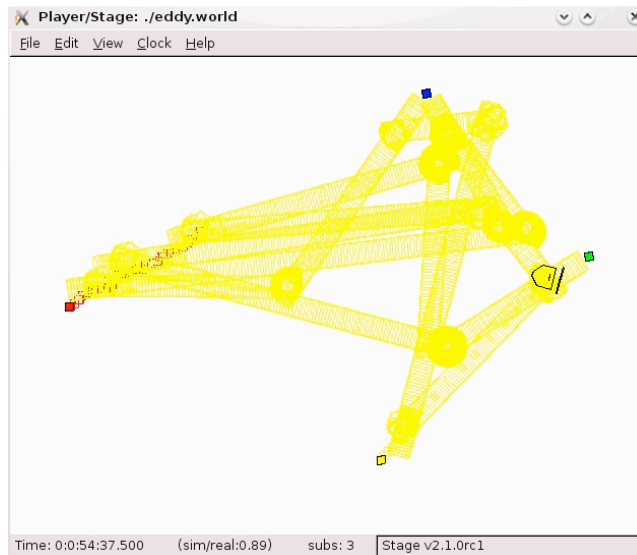 Player/Stage: ./eddy.world
File Edit View Clock Help
Time: 0:0:54:37.500 (sim/real:0.89) subs: 3 Stage v2.1.0rc1